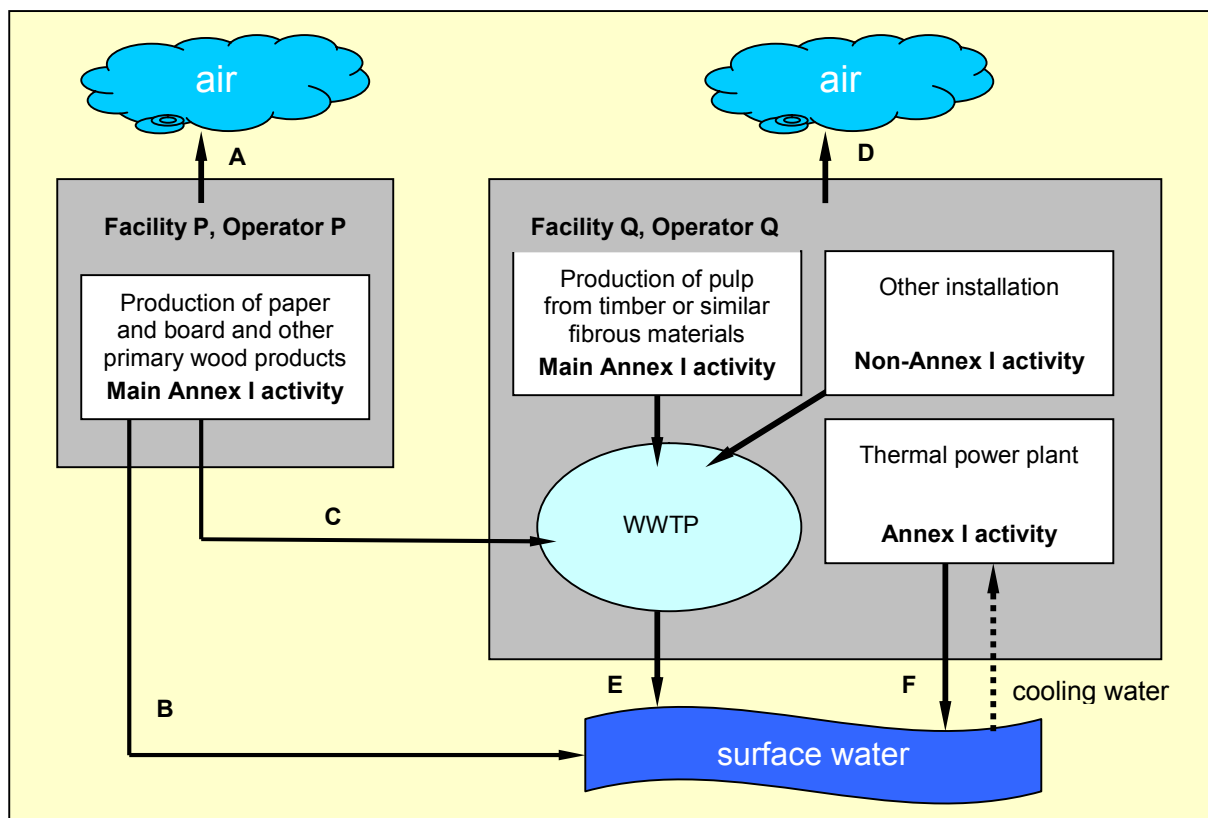 air
air
A
D
Facility P, Operator P
Facility Q, Operator Q
Production of paper
and board and other
primary wood products
Main Annex I activity
Production of pulp
from timber or similar
fibrous materials
Main Annex I activity
Other installation
Non-Annex I activity
Thermal power plant
Annex I activity
WWTP
C
B
E
F
cooling water
surface water